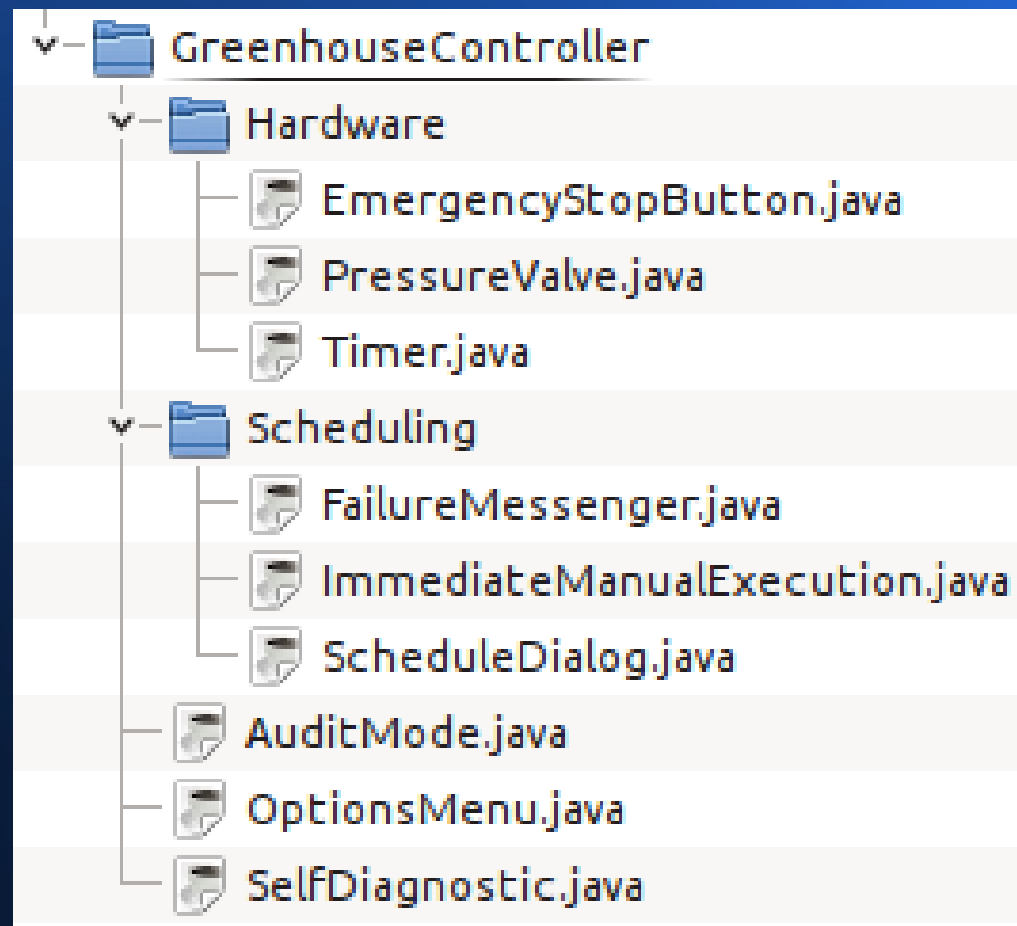 GreenhouseController
Hardware
EmergencyStopButton.java
PressureValve.java
Timer.java
Scheduling
FailureMessenger.java
ImmediateManualExecution.java
ScheduleDialog.java
AuditMode.java
OptionsMenu.java
SelfDiagnostic.java